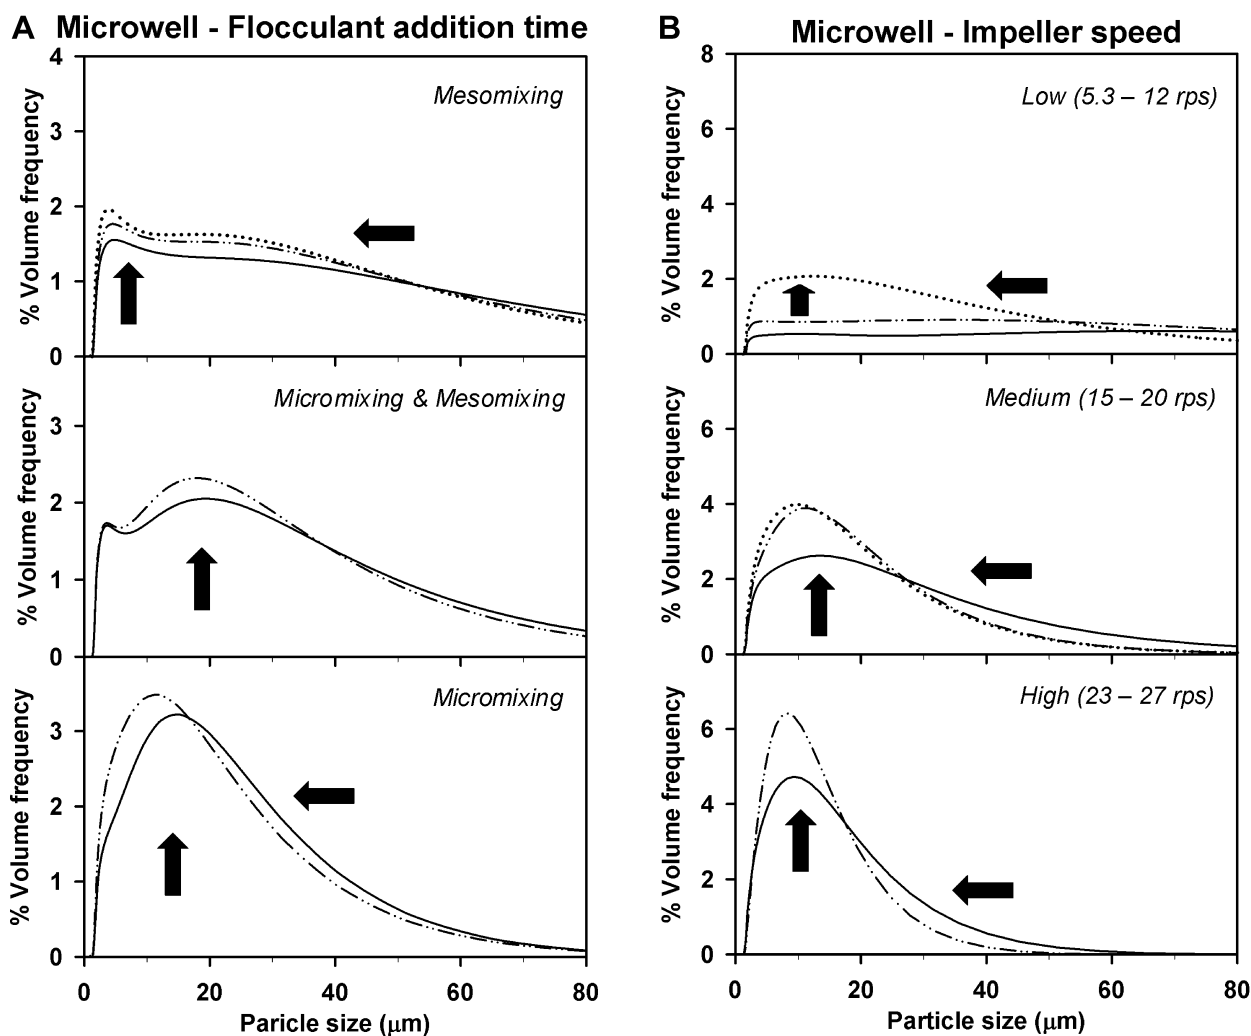 A Microwell - Flocculant addition time
4
3
2
1
0
% Volume frequency
Mesomixing
3
2
1
0
% Volume frequency
Micromixing & Mesomixing
3
2
1
0
% Volume frequency
Micromixing
0 20 40 60 80
Paricle size (μm)
B Microwell - Impeller speed
8
6
4
2
0
% Volume frequency
Low (5.3 – 12 rps)
6
4
2
0
% Volume frequency
Medium (15 – 20 rps)
6
4
2
0
% Volume frequency
High (23 – 27 rps)
0 20 40 60 80
Particle size (μm)